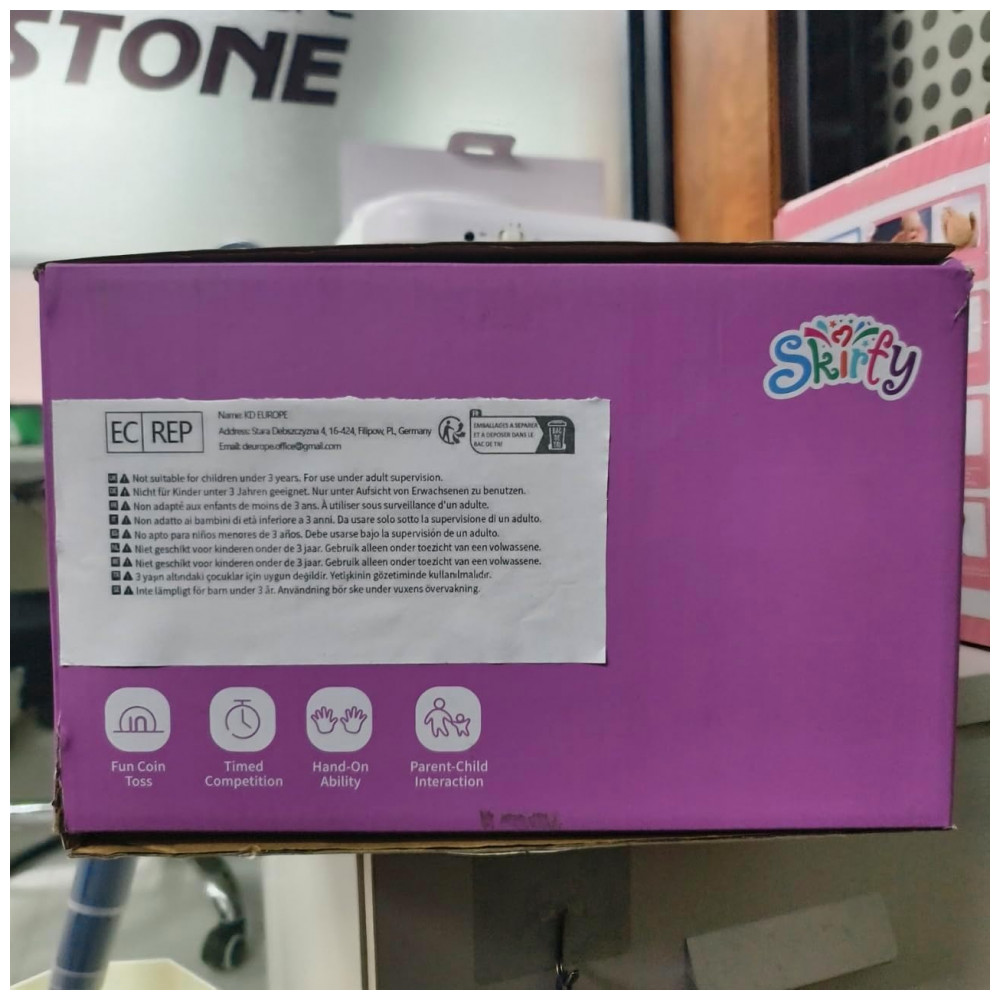 STONE
Skirfy
EC REP
Name: KD EUROPE
Address: Stara Debszczyzna 4, 16-424, Filipow, PL, Germany
Email: deurope.office@gmail.com
EMBALLAGES A SEPARER
ET A DEPOSER DANS LE
BAC DE TRI
BAC
DE
TRI
Not suitable for children under 3 years. For use under adult supervision.
Nicht für Kinder unter 3 Jahren geeignet. Nur unter Aufsicht von Erwachsenen zu benutzen.
Non adapté aux enfants de moins de 3 ans. À utiliser sous surveillance d'un adulte.
Non adatto ai bambini di età inferiore a 3 anni. Da usare solo sotto la supervisione di un adulto.
No apto para niños menores de 3 años. Debe usarse bajo la supervisión de un adulto.
Niet geschikt voor kinderen onder de 3 jaar. Gebruik alleen onder toezicht van een volwassene.
Niet geschikt voor kinderen onder de 3 jaar. Gebruik alleen onder toezicht van een volwassene.
3 yaşın altındaki çocuklar için uygun değildir. Yetişkinin gözetiminde kullanılmalıdır.
Inte lämpligt för barn under 3 år. Användning bör ske under vuxens övervakning.
Fun Coin
Toss
Timed
Competition
Hand-On
Ability
Parent-Child
Interaction